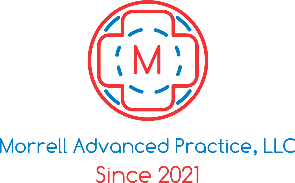 M
Morrell Advanced Practice, LLC
Since 2021